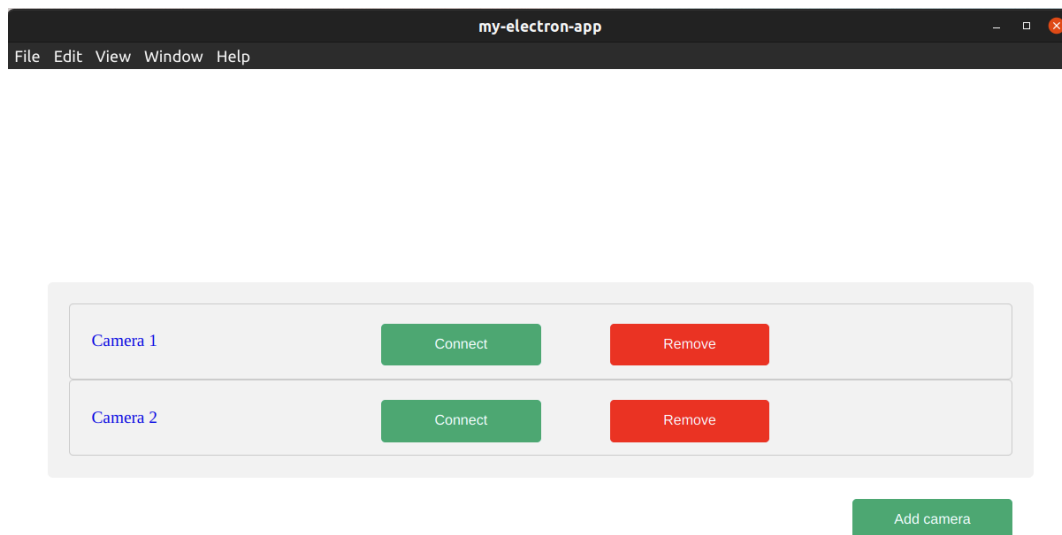 my-electron-app
File Edit View Window Help
Camera 1 Connect Remove
Camera 2 Connect Remove
Add camera